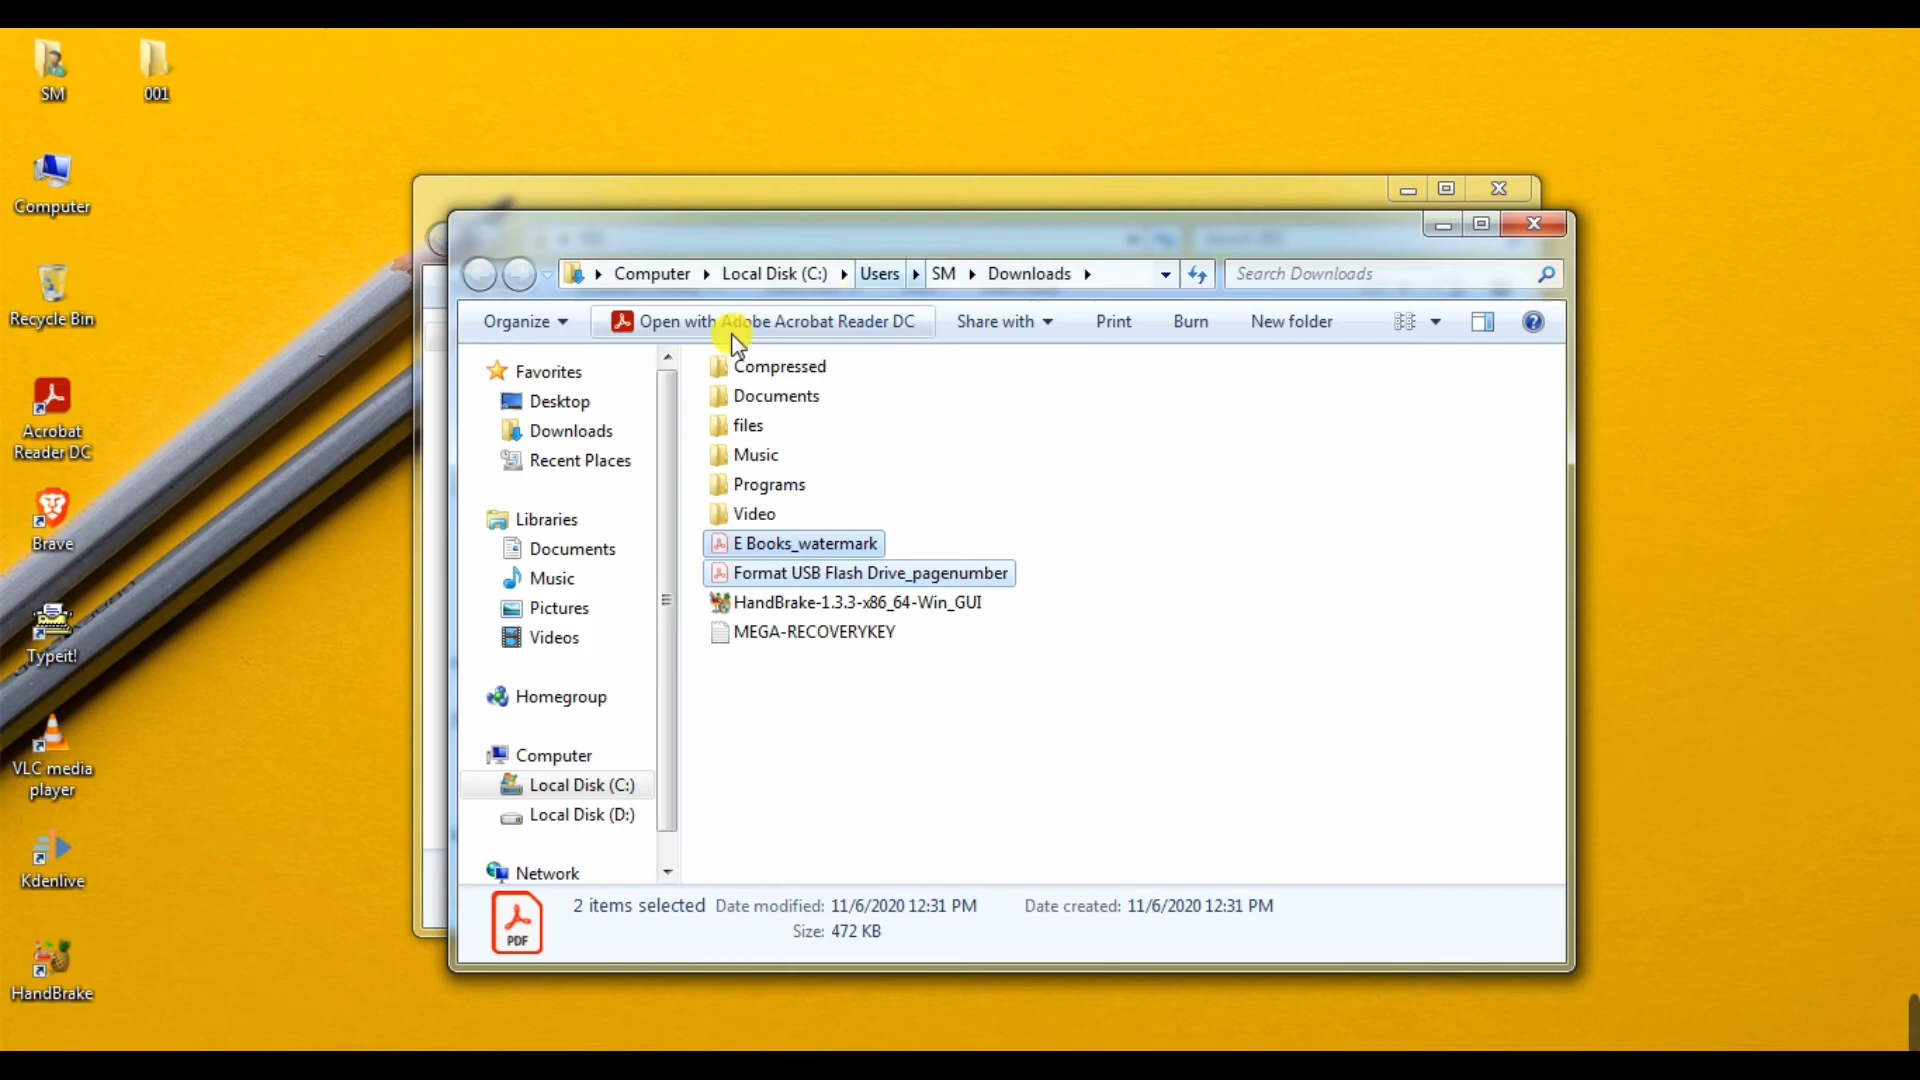 SM
001
Computer
Recycle Bin
Acrobat
Reader DC
Brave
Typeit!
VLC media
player
Kdenlive
HandBrake
Computer
Local Disk (C:)
Users
SM
Downloads
Search Downloads
Organize
Open with Adobe Acrobat Reader DC
Share with
Print
Burn
New folder
Favorites
Desktop
Downloads
Recent Places
Libraries
Documents
Music
Pictures
Videos
Homegroup
Computer
Local Disk (C:)
Local Disk (D:)
Network
Compressed
Documents
files
Music
Programs
Video
E Books_watermark
Format USB Flash Drive_pagenumber
HandBrake-1.3.3-x86_64-Win_GUI
MEGA-RECOVERYKEY
PDF
2 items selected Date modified: 11/6/2020 12:31 PM Date created: 11/6/2020 12:31 PM
Size: 472 KB